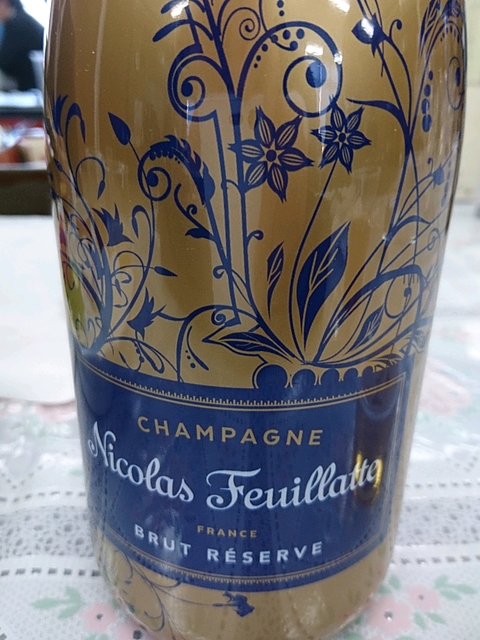 CHAMPAGNE
Nicolas Feuillatte
FRANCE
BRUT RÉSERVE